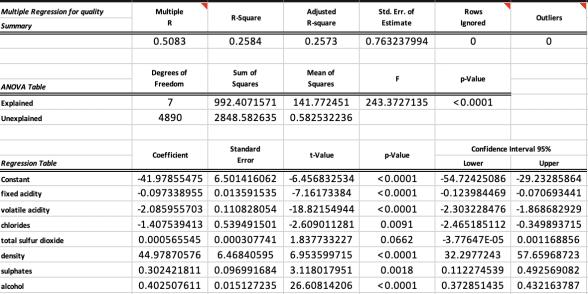 Multiple Regression for quality Multiple R-Square Adjusted Std. Err. of Rows Outliers
Summary R R-square Estimate Ignored
0.5083 0.2584 0.2573 0.763237994 0 0
Degrees of Sum of Mean of F p-Value
ANOVA Table Freedom Squares Squares
Explained 7 992.4071571 141.772451 243.3727135 <0.0001
Unexplained 4890 2848.582635 0.582532236
Coefficient Standard t-Value p-Value Confidence Interval 95%
Regression Table Error Lower Upper
Constant -41.97855475 6.501416062 -6.456832534 <0.0001 -54.72425086 -29.23285864
fixed acidity -0.097338955 0.013591535 -7.16173384 <0.0001 -0.123984469 -0.070693441
volatile acidity -2.085955703 0.110828054 -18.82154944 <0.0001 -2.303228476 -1.868682929
chlorides -1.407539413 0.539491501 -2.609011281 0.0091 -2.465185112 -0.349893715
total sulfur dioxide 0.000565545 0.000307741 1.837733227 0.0662 -3.77647E-05 0.001168856
density 44.97870576 6.46840595 6.953599715 <0.0001 32.2977243 57.65968723
sulphates 0.302421811 0.096991684 3.118017951 0.0018 0.112274539 0.492569082
alcohol 0.402507611 0.015127235 26.60814206 <0.0001 0.372851435 0.432163787